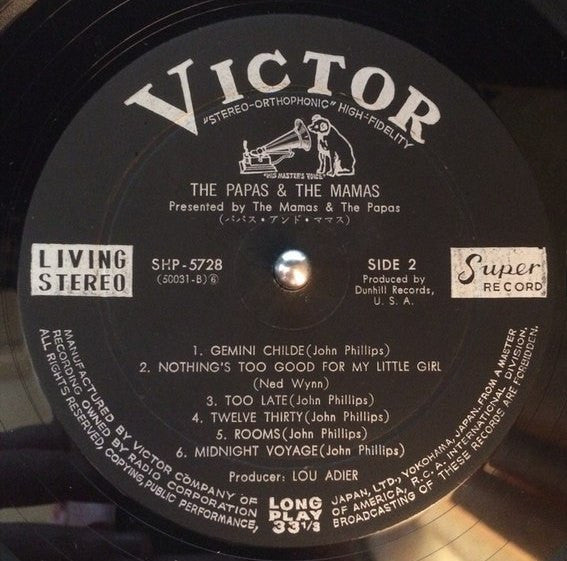 VICTOR
"STEREO-ORTHOPHONIC" HIGH-FIDELITY
"HIS MASTER'S VOICE"
THE PAPAS & THE MAMAS
Presented by The Mamas & The Papas
(パパス・アンド・ママス)
LIVING
STEREO
SHP-5728
(50031-B)⑥
SIDE 2
Produced by
Dunhill Records,
U. S. A.
Super
RECORD
1. GEMINI CHILDE(John Phillips)
2. NOTHING'S TOO GOOD FOR MY LITTLE GIRL
(Ned Wynn)
3. TOO LATE(John Phillips)
4. TWELVE THIRTY(John Phillips)
5. ROOMS(John Phillips)
6. MIDNIGHT VOYAGE(John Phillips)
Producer: LOU ADIER
LONG
PLAY
33 1/3
MANUFACTURED BY VICTOR COMPANY OF JAPAN, LTD., YOKOHAMA, JAPAN, FROM A MASTER
RECORDING OWNED BY RADIO CORPORATION OF AMERICA, R.C.A. INTERNATIONAL DIVISION.
ALL RIGHTS RESERVED, COPYING, PUBLIC PERFORMANCE, BROADCASTING OF THESE RECORDS ARE FORBIDDEN.